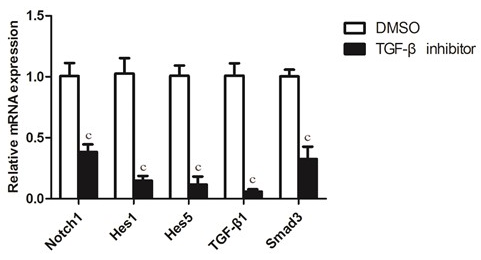 1.5
DMSO
TGF-β inhibitor
1.0
Relative mRNA expression
0.5
c
c
c
c
c
0.0
Notch1
Hes1
Hes5
TGF-β1
Smad3